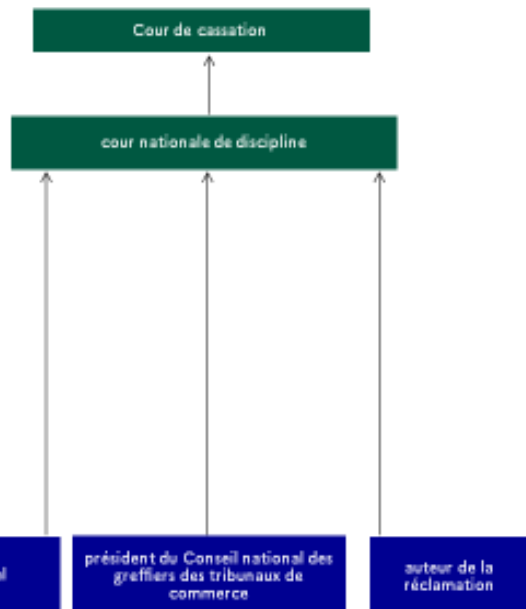 Cour de cassation
cour nationale de discipline
président du Conseil national des
greffiers des tribunaux de
commerce
auteur de la
réclamation